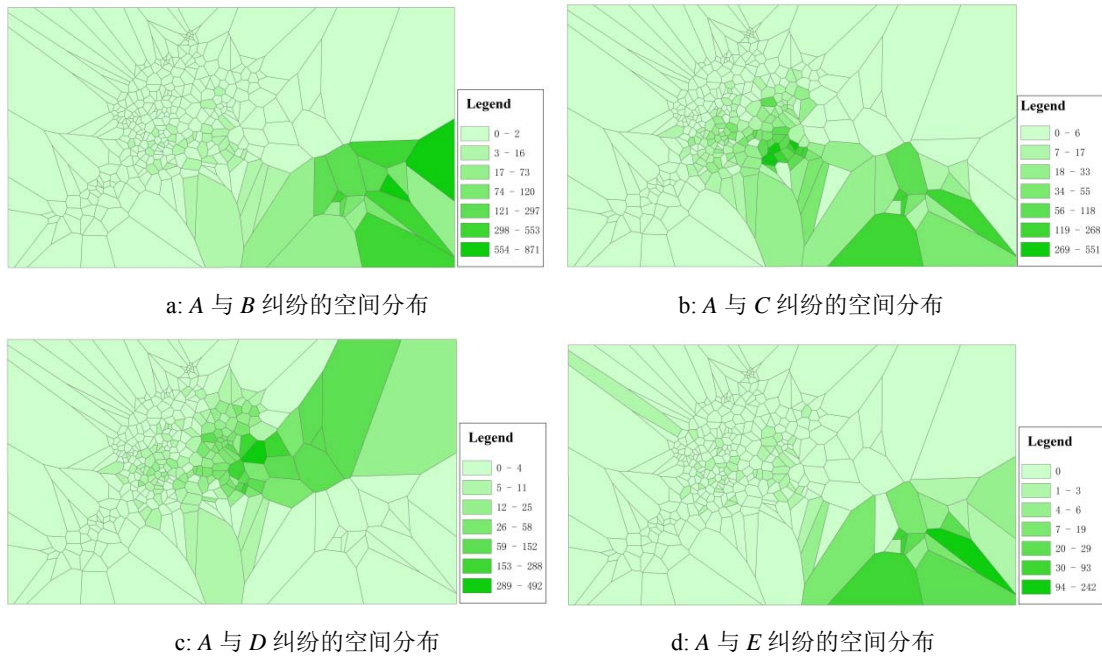 Legend
0 - 2
3 - 16
17 - 73
74 - 120
121 - 297
298 - 553
554 - 871
a: A 与 B 纠纷的空间分布
Legend
0 - 6
7 - 17
18 - 33
34 - 55
56 - 118
119 - 268
269 - 551
b: A 与 C 纠纷的空间分布
Legend
0 - 4
5 - 11
12 - 25
26 - 58
59 - 152
153 - 288
289 - 492
c: A 与 D 纠纷的空间分布
Legend
0
1 - 3
4 - 6
7 - 19
20 - 29
30 - 93
94 - 242
d: A 与 E 纠纷的空间分布